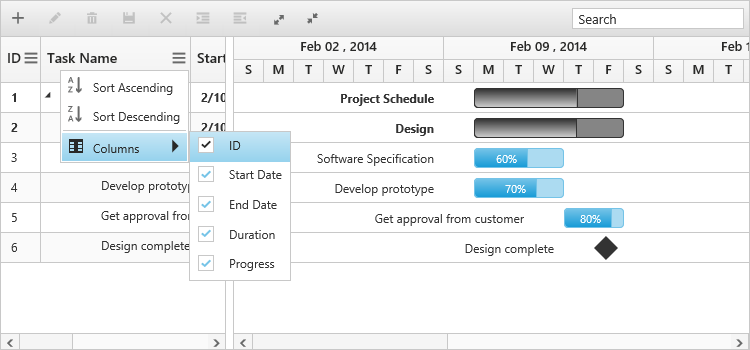 Search
ID Task Name Start
Feb 02 , 2014 Feb 09 , 2014 Feb 1
S M T W T F S S M T W T F S S M T W
1 Project Schedule
Sort Ascending
2/10
Sort Descending
2 Design
2/10
Columns
ID
3 Software Specification 60%
Start Date
4 Develop prototyp Develop prototype 70%
End Date
5 Get approval from Get approval from customer 80%
Duration
6 Design complete Design complete
Progress